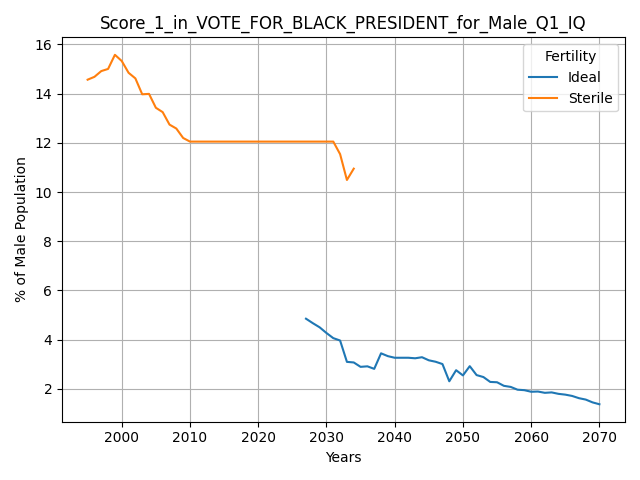 Score_1_in_VOTE_FOR_BLACK_PRESIDENT_for_Male_Q1_IQ
Fertility
Ideal
Sterile
% of Male Population
16
14
12
10
8
6
4
2
2000 2010 2020 2030 2040 2050 2060 2070
Years